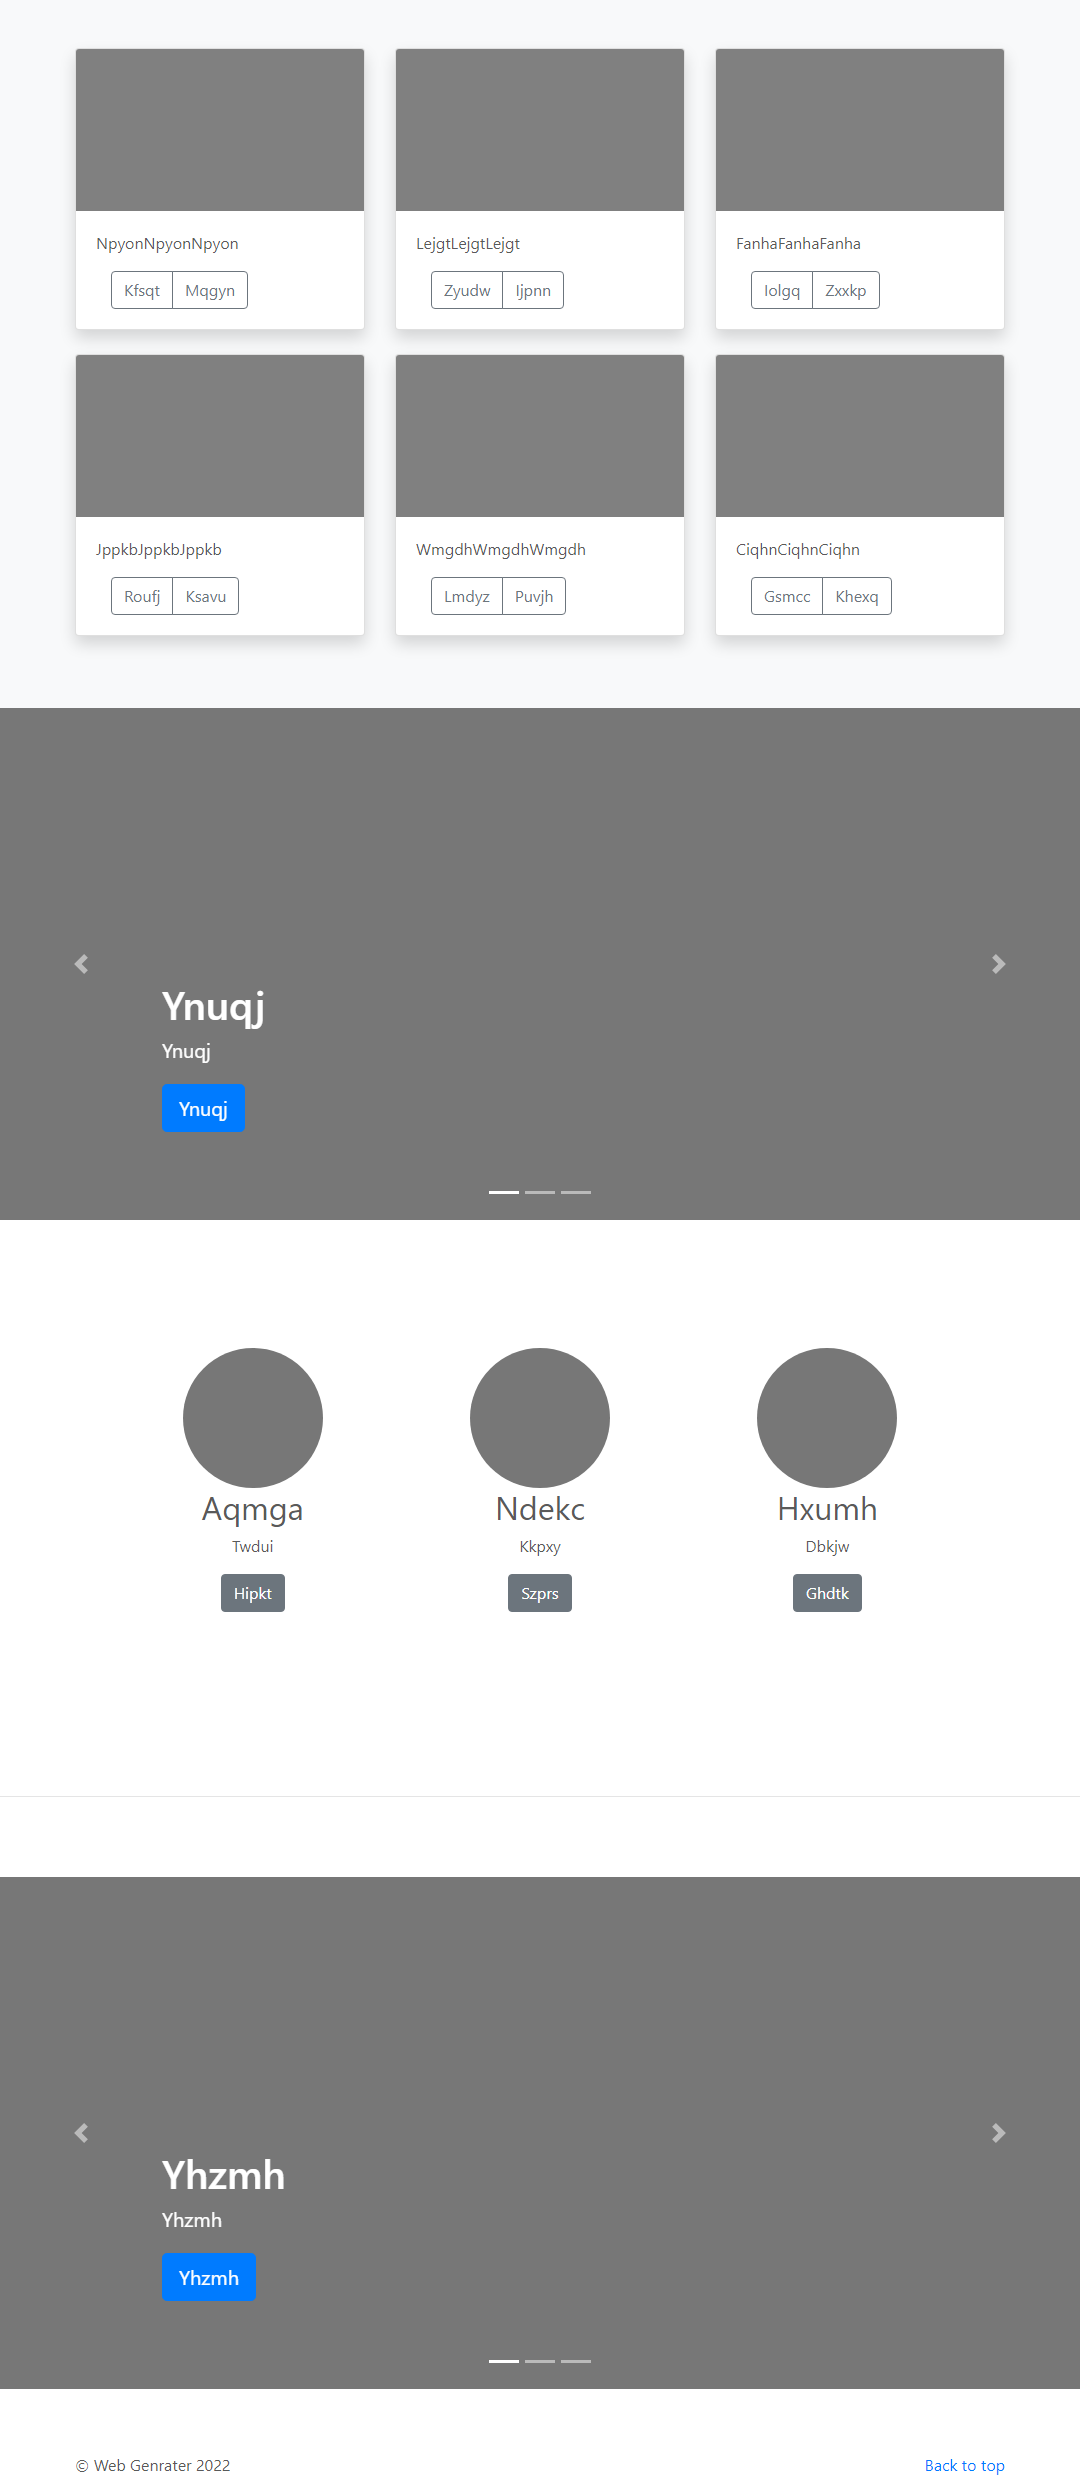 NpyonNpyonNpyon
LejgtLejgtLejgt
FanhaFanhaFanha
Kfsqt Mqgyn
Zyudw Ijpnn
Iolgq Zxxkp
JppkbJppkbJppkb
WmgdhWmgdhWmgdh
CiqhnCiqhnCiqhn
Roufj Ksavu
Lmdyz Puvjh
Gsmcc Khexq
Ynuqj
Ynuqj
Ynuqj
Aqmga
Twdui
Hipkt
Ndekc
Kkpxy
Szprs
Hxumh
Dbkjw
Ghdtk
Yhzmh
Yhzmh
Yhzmh
© Web Genrater 2022
Back to top